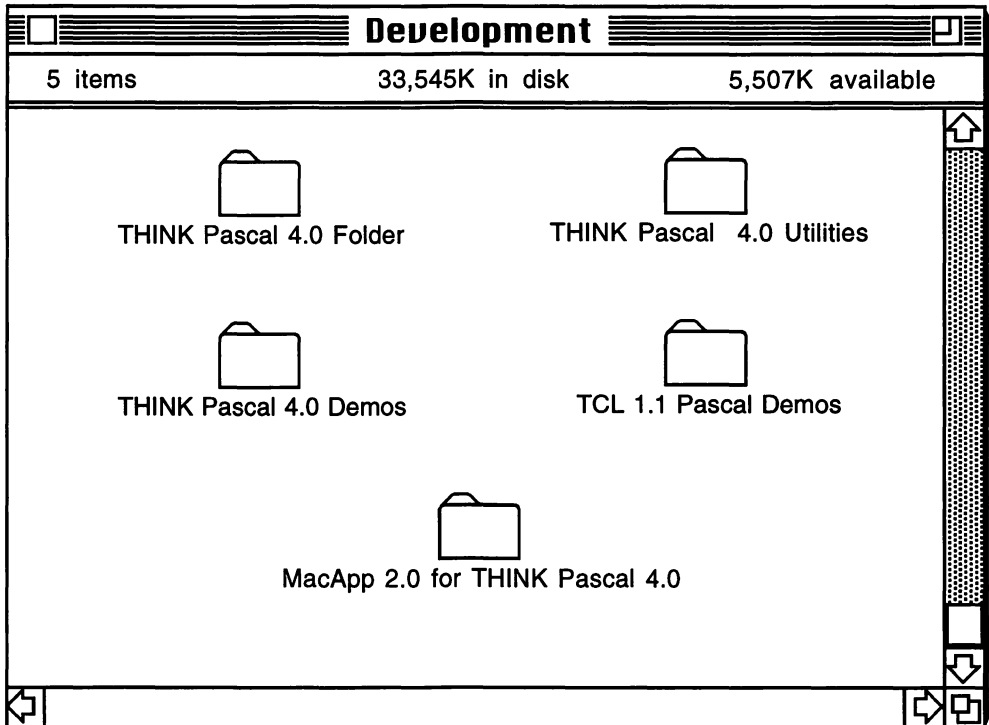 Development
5 items 33,545K in disk 5,507K available
THINK Pascal 4.0 Folder THINK Pascal 4.0 Utilities
THINK Pascal 4.0 Demos TCL 1.1 Pascal Demos
MacApp 2.0 for THINK Pascal 4.0